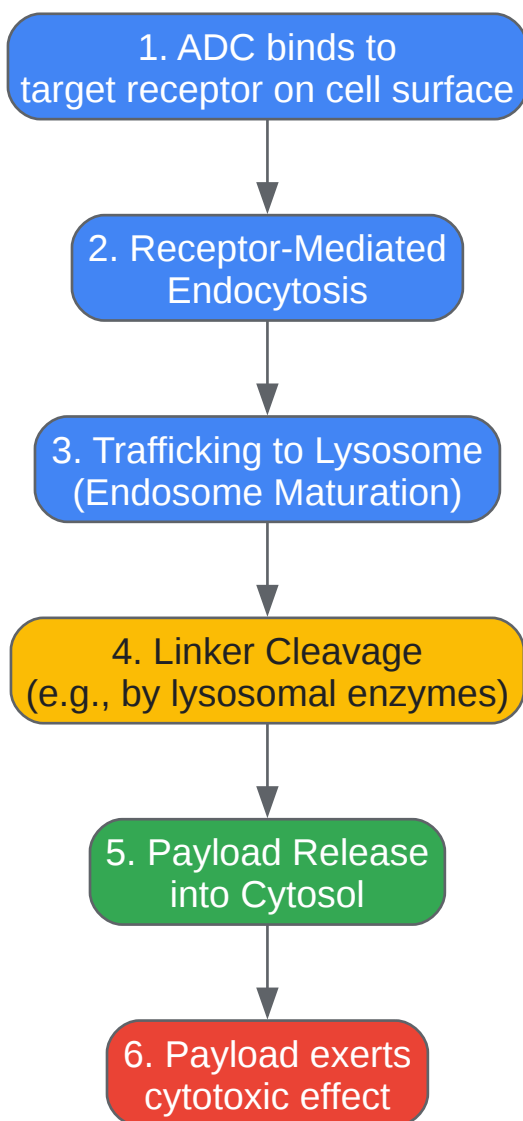 1. ADC binds to
target receptor on cell surface
2. Receptor-Mediated
Endocytosis
3. Trafficking to Lysosome
(Endosome Maturation)
4. Linker Cleavage
(e.g., by lysosomal enzymes)
5. Payload Release
into Cytosol
6. Payload exerts
cytotoxic effect